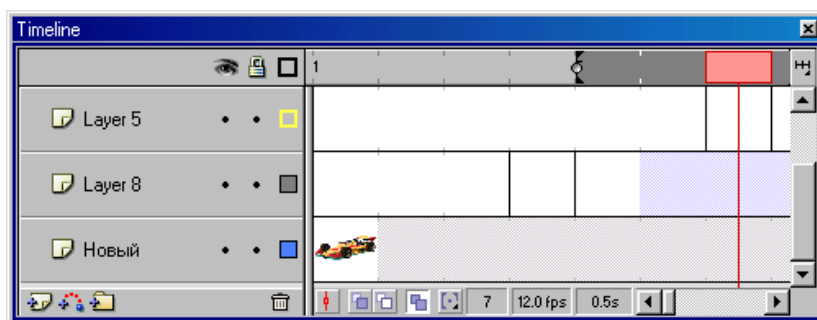 Timeline
1
Layer 5
Layer 8
Новый
7 12.0 fps 0.5s